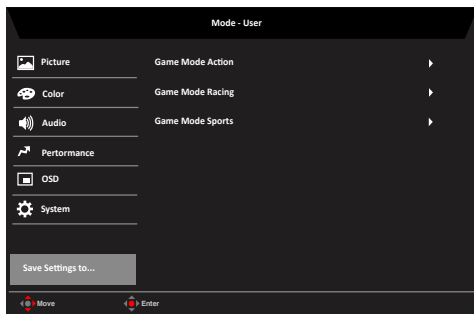 Mode - User
Picture
Game Mode Action
Color
Game Mode Racing
Audio
Game Mode Sports
Pertormance
OSD
System
Save Settings to...
Move
Enter